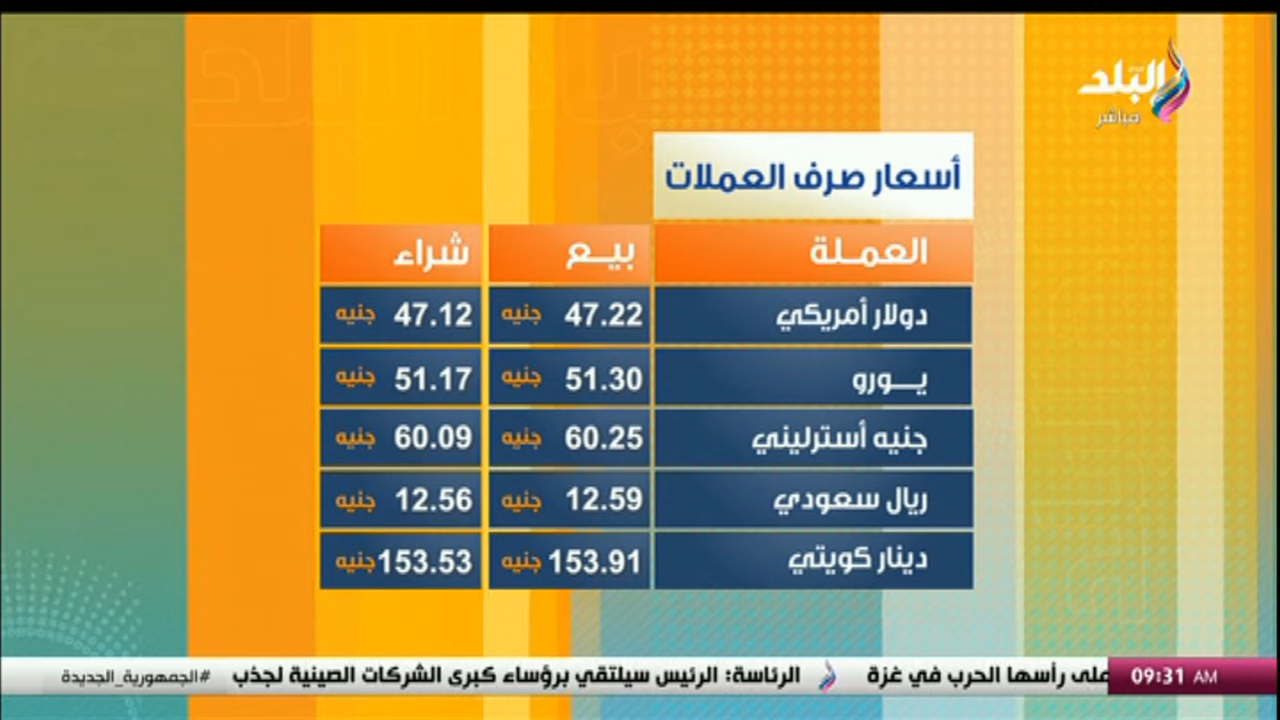 البلد
مباشر
أسعار صرف العملات
العملة بيع شراء
دولار أمريكي 47.22 جنيه 47.12 جنيه
يورو 51.30 جنيه 51.17 جنيه
جنيه أسترليني 60.25 جنيه 60.09 جنيه
ريال سعودي 12.59 جنيه 12.56 جنيه
دينار كويتي 153.91 جنيه 153.53 جنيه
09:31 AM على رأسها الحرب في غزة الرئاسة: الرئيس سيلتقي برؤساء كبرى الشركات الصينية لجذب #الجمهورية_الجديدة